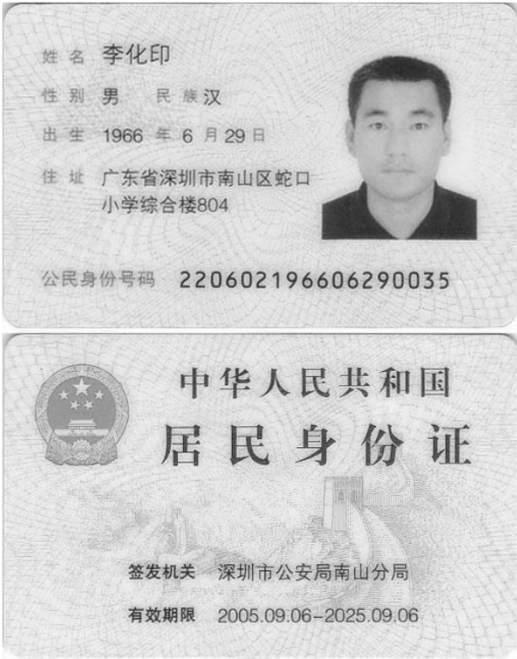 姓名 李化印
性别 男 民族 汉
出生 1966 年 6 月 29 日
住址 广东省深圳市南山区蛇口
小学综合楼804
公民身份号码 220602196606290035
中华人民共和国
居民身份证
签发机关 深圳市公安局南山分局
有效期限 2005.09.06-2025.09.06